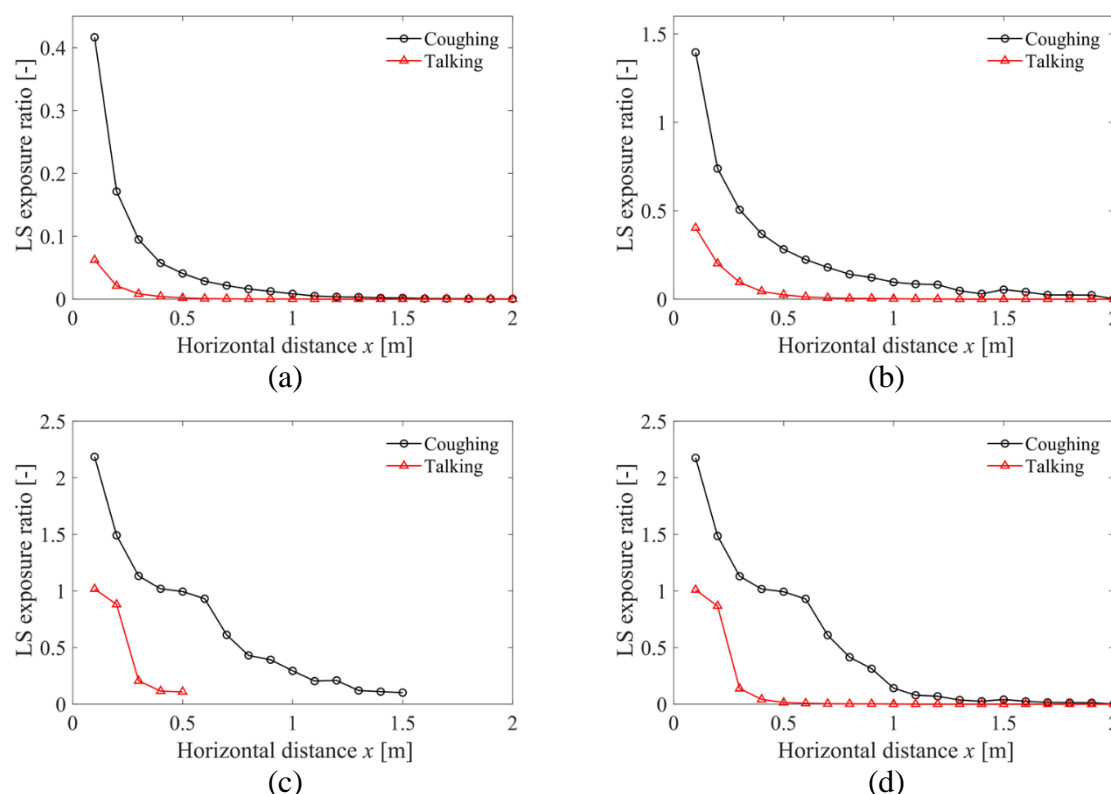 LS exposure ratio [-]
0.4
0.3
0.2
0.1
0
Coughing
Talking
0
0.5
1
1.5
2
Horizontal distance x [m]
(a)
LS exposure ratio [-]
1.5
1
0.5
0
Coughing
Talking
0
0.5
1
1.5
2
Horizontal distance x [m]
(b)
LS exposure ratio [-]
2.5
2
1.5
1
0.5
0
Coughing
Talking
0
0.5
1
1.5
2
Horizontal distance x [m]
(c)
LS exposure ratio [-]
2.5
2
1.5
1
0.5
0
Coughing
Talking
0
0.5
1
1.5
2
Horizontal distance x [m]
(d)